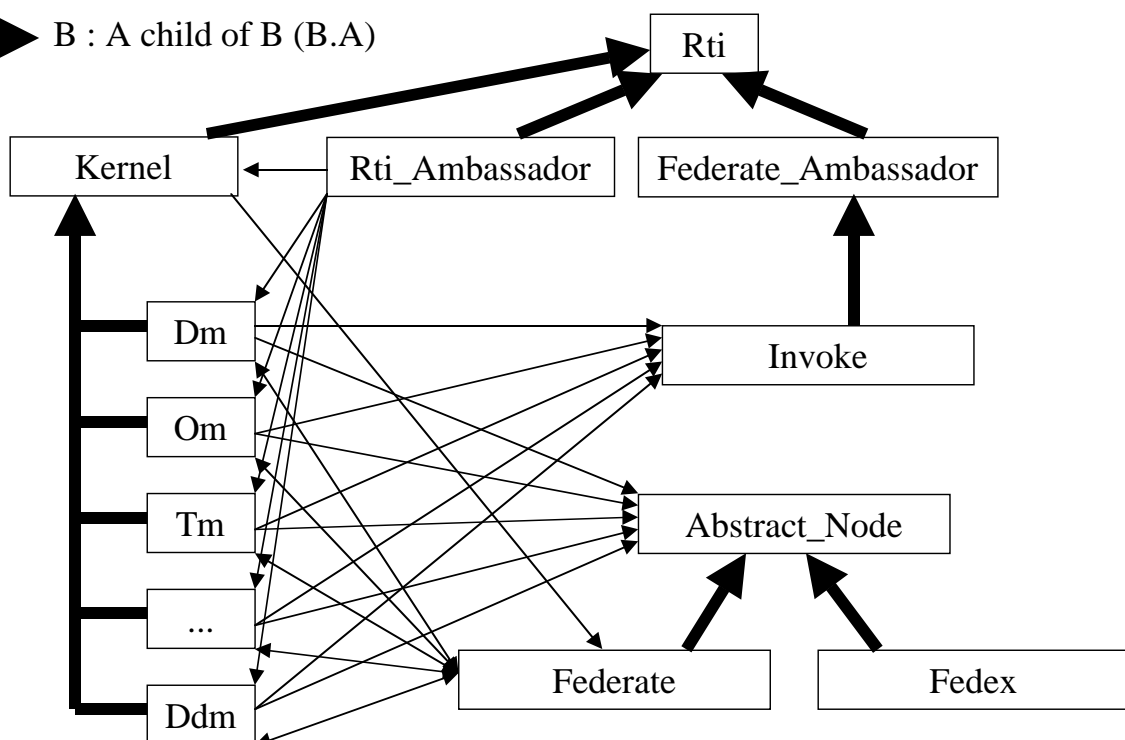 B : A child of B (B.A)
Rti
Kernel
Rti_Ambassador
Federate_Ambassador
Dm
Invoke
Om
Tm
Abstract_Node
...
Federate
Fedex
Ddm